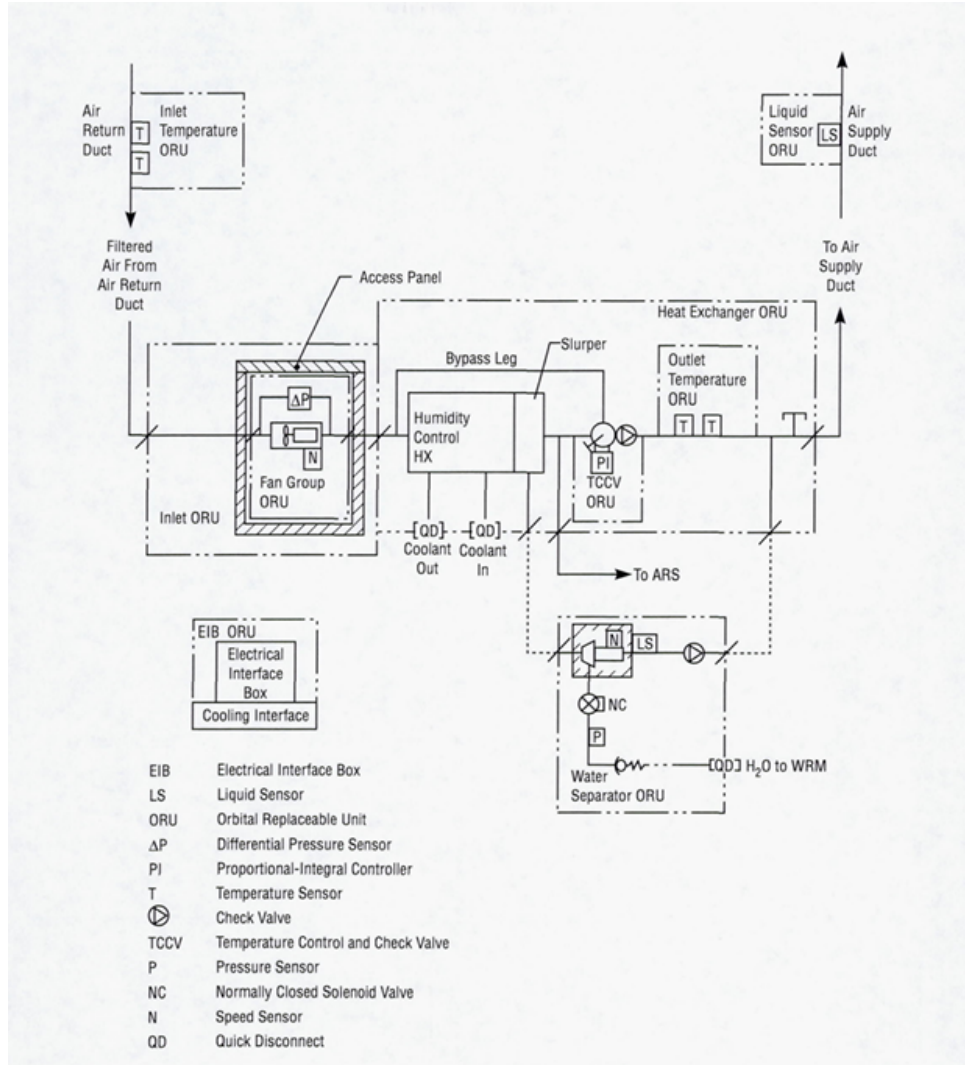 Air
Return
Duct
T
T
Inlet
Temperature
ORU
Liquid
Sensor
ORU
LS
Air
Supply
Duct
Filtered
Air From
Air Return
Duct
To Air
Supply
Duct
Access Panel
Heat Exchanger ORU
Bypass Leg
Slurper
Outlet
Temperature
ORU
T T
ΔP
N
Fan Group
ORU
Inlet ORU
Humidity
Control
HX
PI
TCCV
ORU
[QD] [QD]
Coolant
Out
Coolant
In
To ARS
EIB ORU
Electrical
Interface
Box
Cooling Interface
N
LS
NC
P
[QD] H2O to WRM
Water
Separator ORU
EIB Electrical Interface Box
LS Liquid Sensor
ORU Orbital Replaceable Unit
ΔP Differential Pressure Sensor
PI Proportional-Integral Controller
T Temperature Sensor
Check Valve
TCCV Temperature Control and Check Valve
P Pressure Sensor
NC Normally Closed Solenoid Valve
N Speed Sensor
QD Quick Disconnect